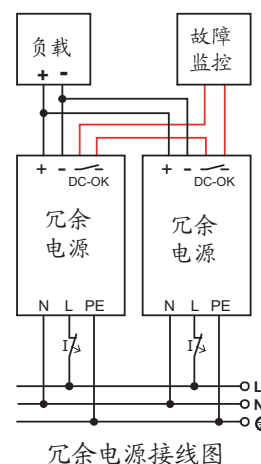 负载
故障
监控
+ -
+ - DC-OK
+ - DC-OK
冗余
电源
冗余
电源
N L PE
N L PE
I>
I>
L
N
冗余电源接线图